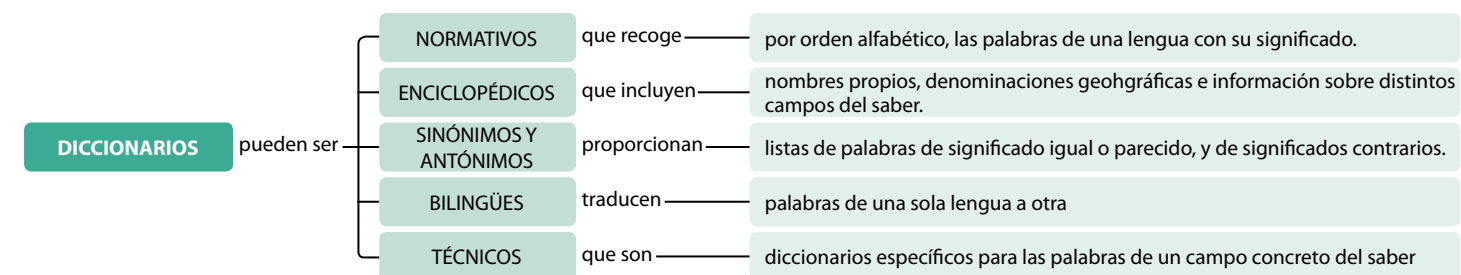 DICCIONARIOS
pueden ser
NORMATIVOS
que recoge
por orden alfabético, las palabras de una lengua con su significado.
ENCICLOPÉDICOS
que incluyen
nombres propios, denominaciones geohgráficas e información sobre distintos
campos del saber.
SINÓNIMOS Y
ANTÓNIMOS
proporcionan
listas de palabras de significado igual o parecido, y de significados contrarios.
BILINGÜES
traducen
palabras de una sola lengua a otra
TÉCNICOS
que son
diccionarios específicos para las palabras de un campo concreto del saber